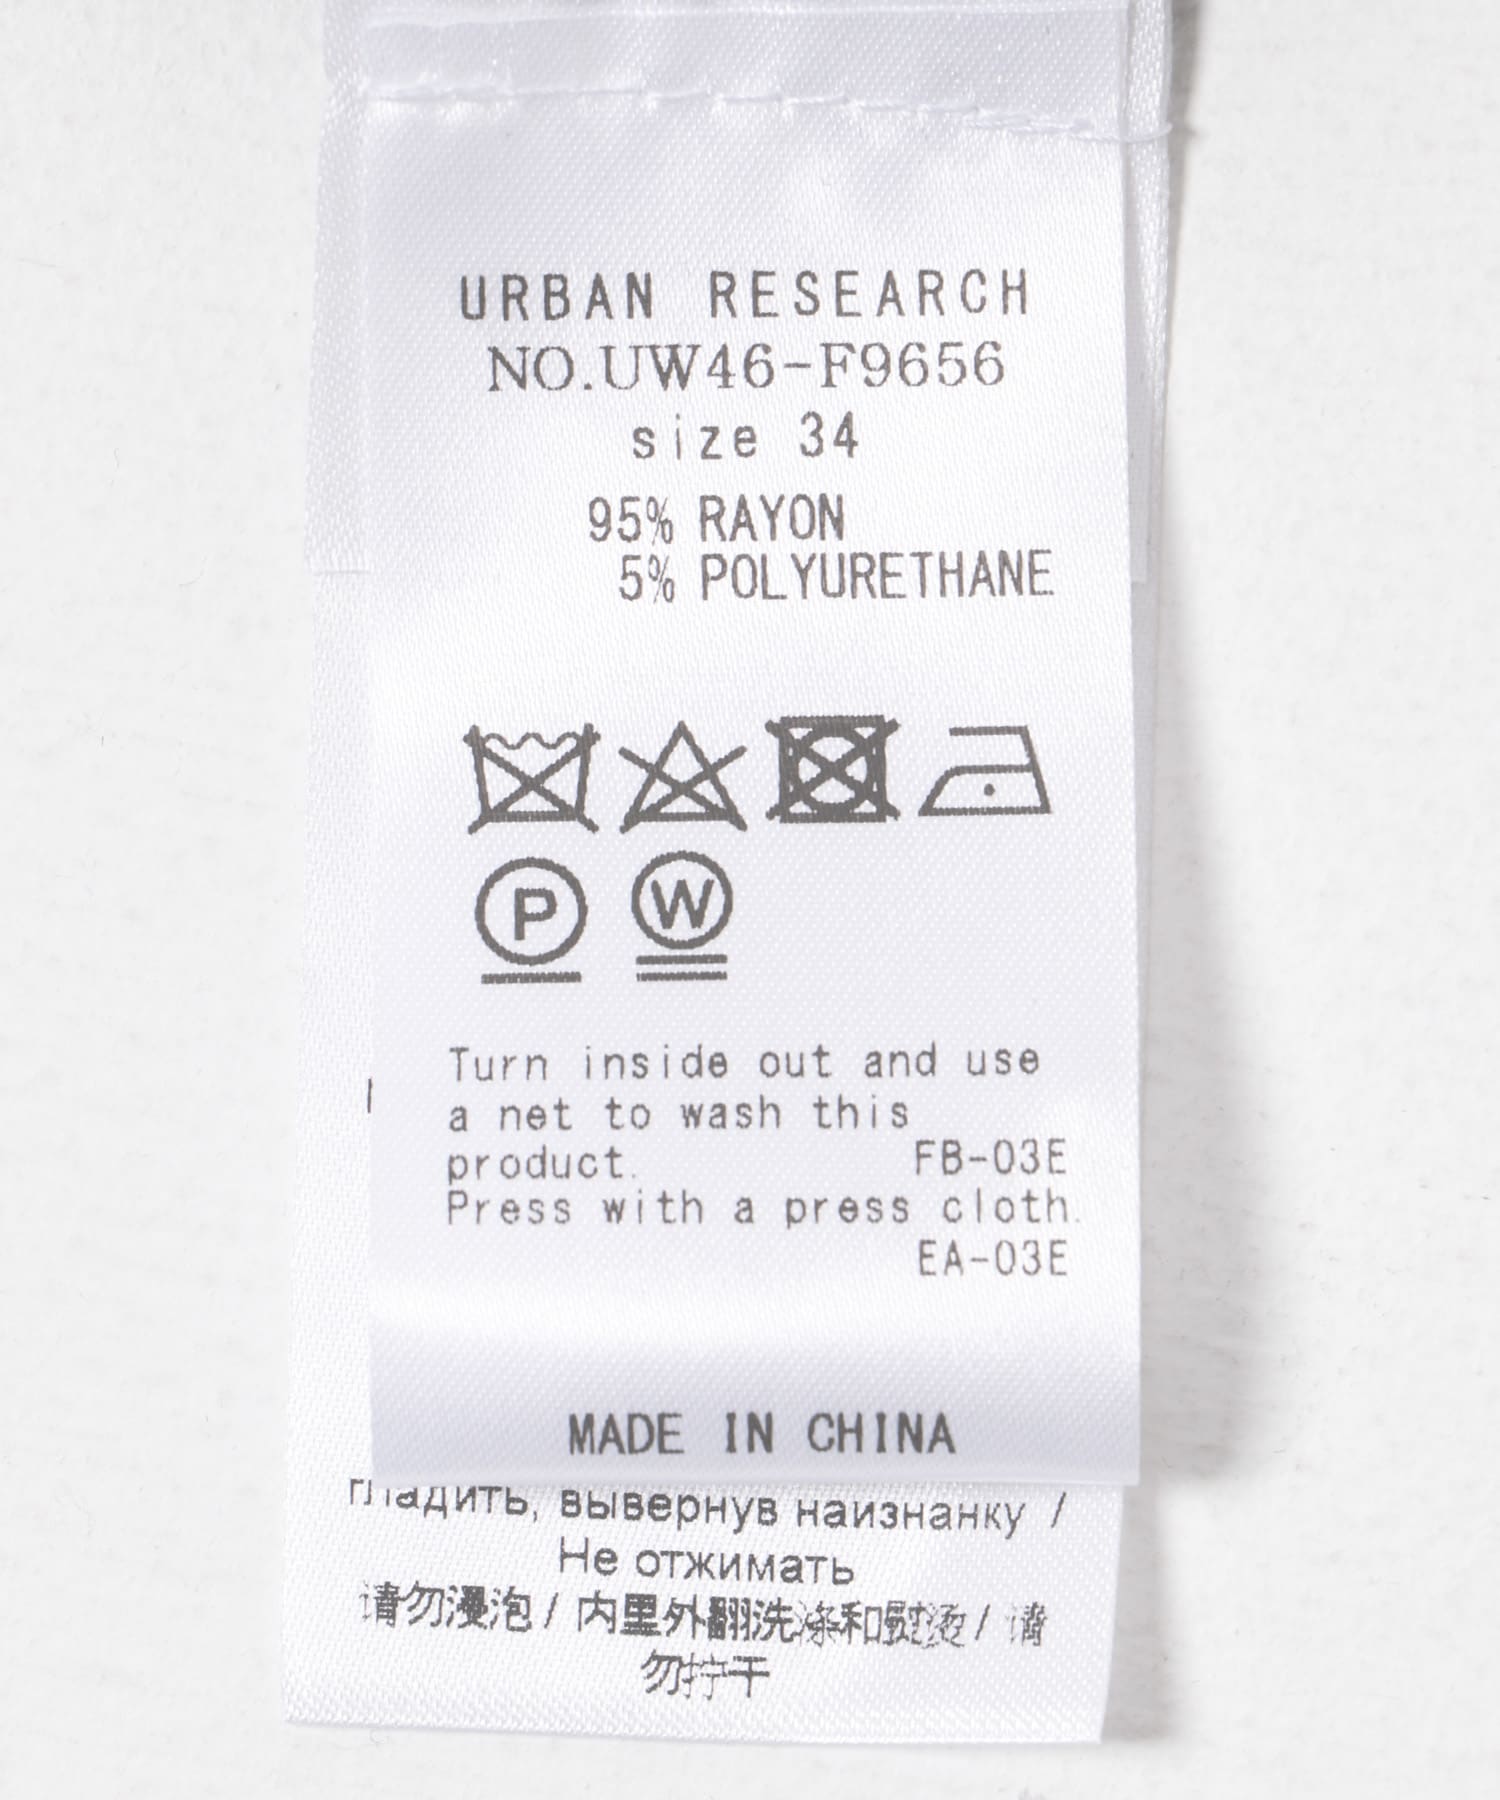 URBAN RESEARCH
NO.UW46-F9656
size 34
95% RAYON
5% POLYURETHANE
P W
Turn inside out and use
a net to wash this
product. FB-03E
Press with a press cloth.
EA-03E
MADE IN CHINA
гладить, вывернув наизнанку /
Не отжимать
请勿浸泡 / 内里外翻洗涤和熨烫 / 请
勿拧干